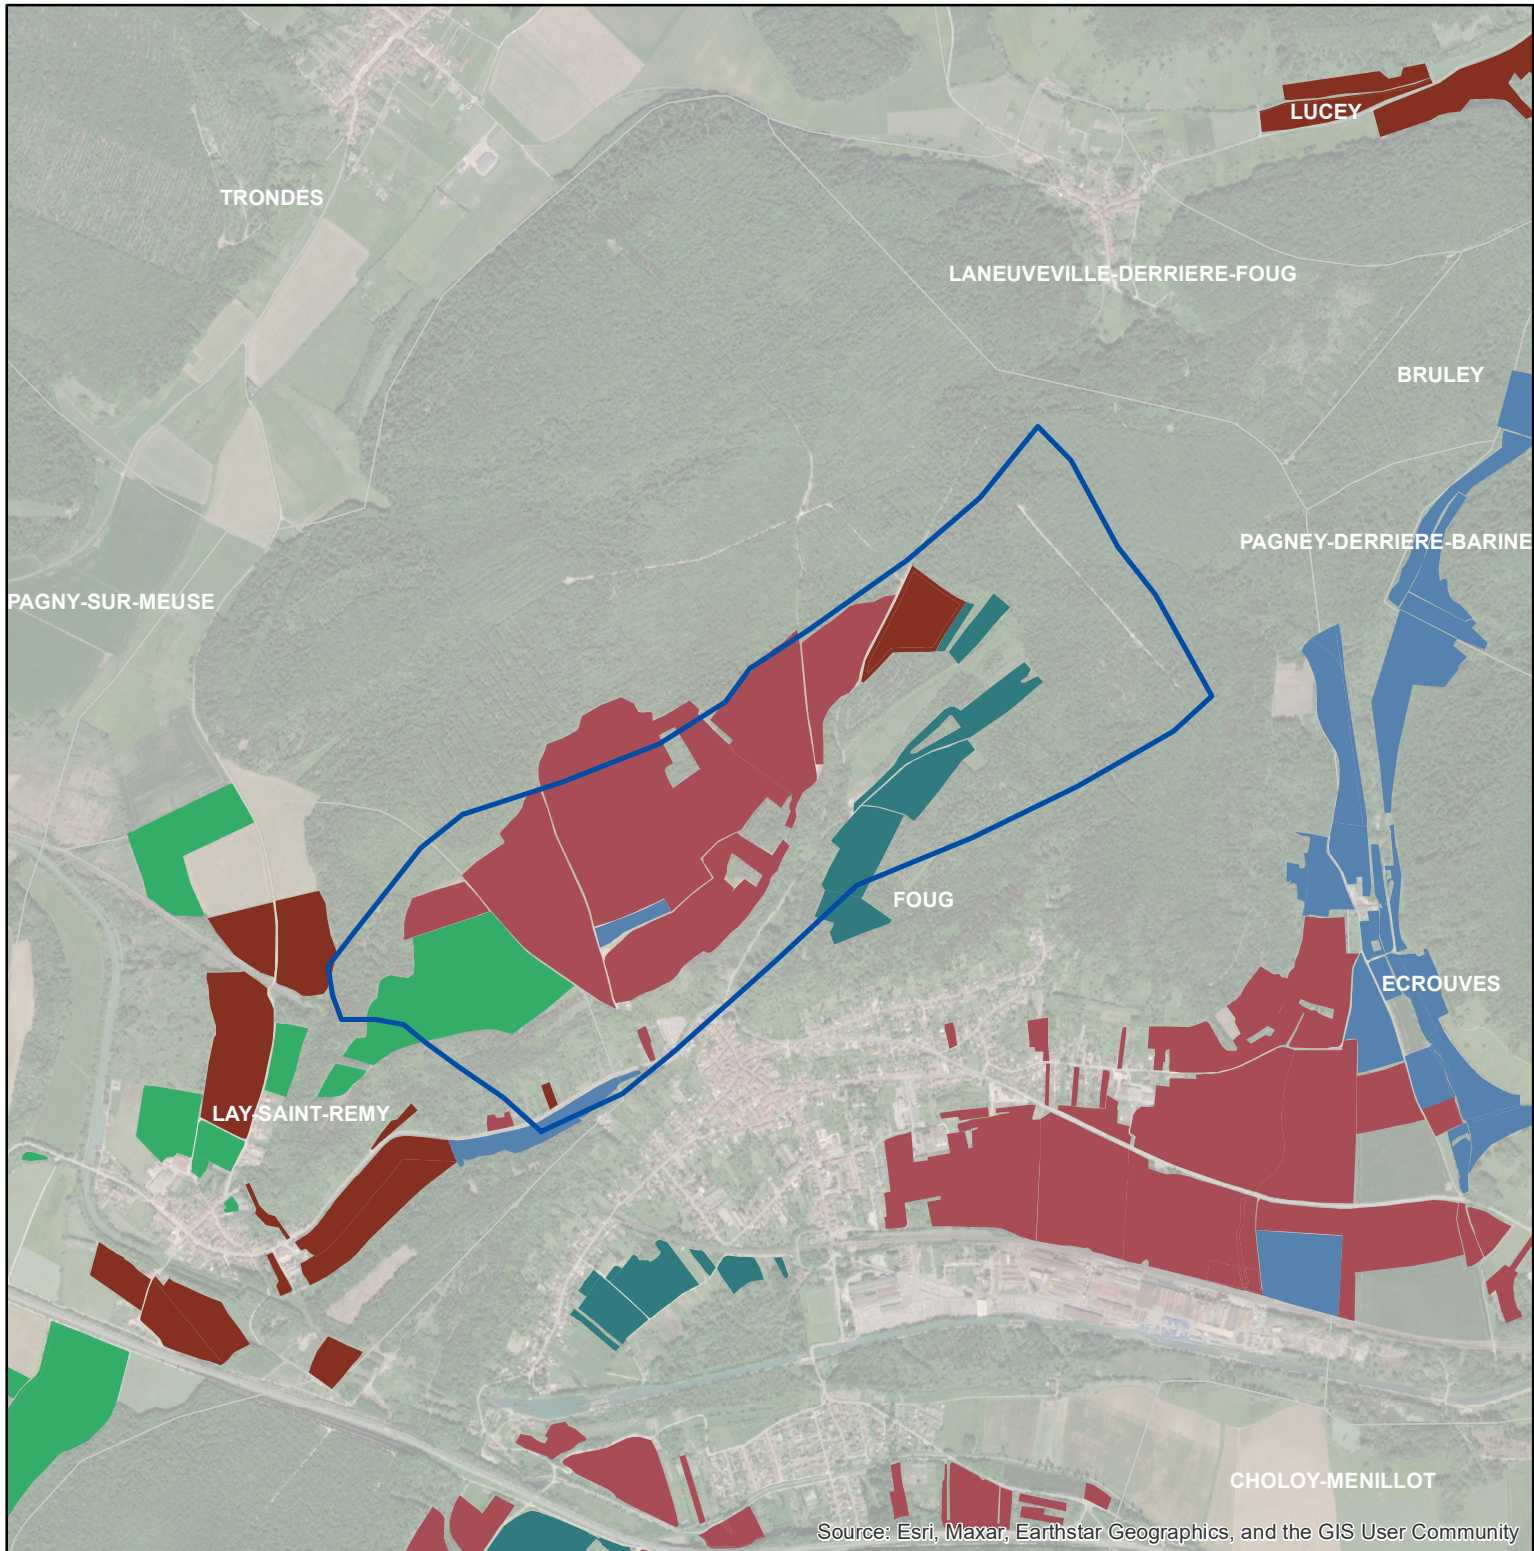 LUCEY
TRONDES
LANEUVEVILLE-DERRIERE-FOUG
BRULEY
PAGNEY-DERRIERE-BARINE
PAGNY-SUR-MEUSE
FOUG
ECROUVES
LAY-SAINT-REMY
CHOLOY-MENILLOT
Source: Esri, Maxar, Earthstar Geographics, and the GIS User Community